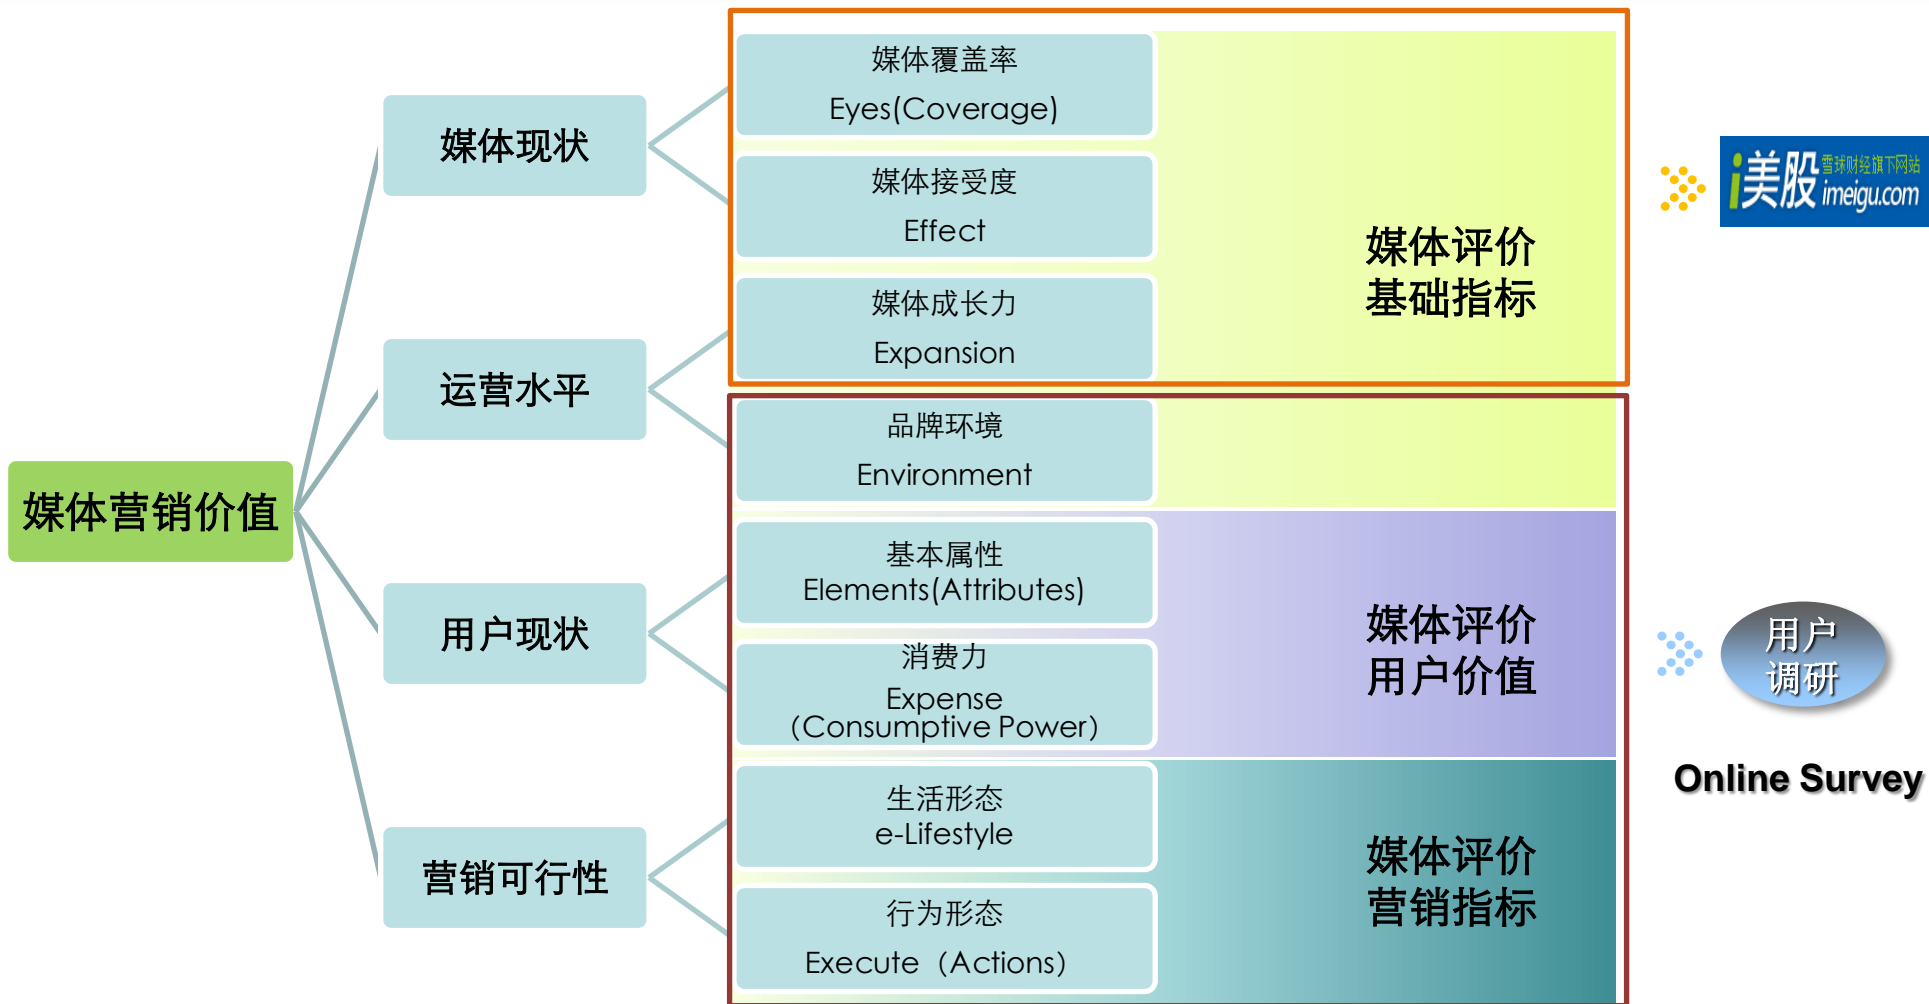 媒体营销价值
媒体现状
运营水平
用户现状
营销可行性
媒体覆盖率
Eyes(Coverage)
媒体接受度
Effect
媒体成长力
Expansion
品牌环境
Environment
基本属性
Elements(Attributes)
消费力
Expense
（Consumptive Power）
生活形态
e-Lifestyle
行为形态
Execute（Actions）
媒体评价
基础指标
媒体评价
用户价值
媒体评价
营销指标
i美股
雪球财经旗下网站
imeigu.com
用户
调研
Online Survey